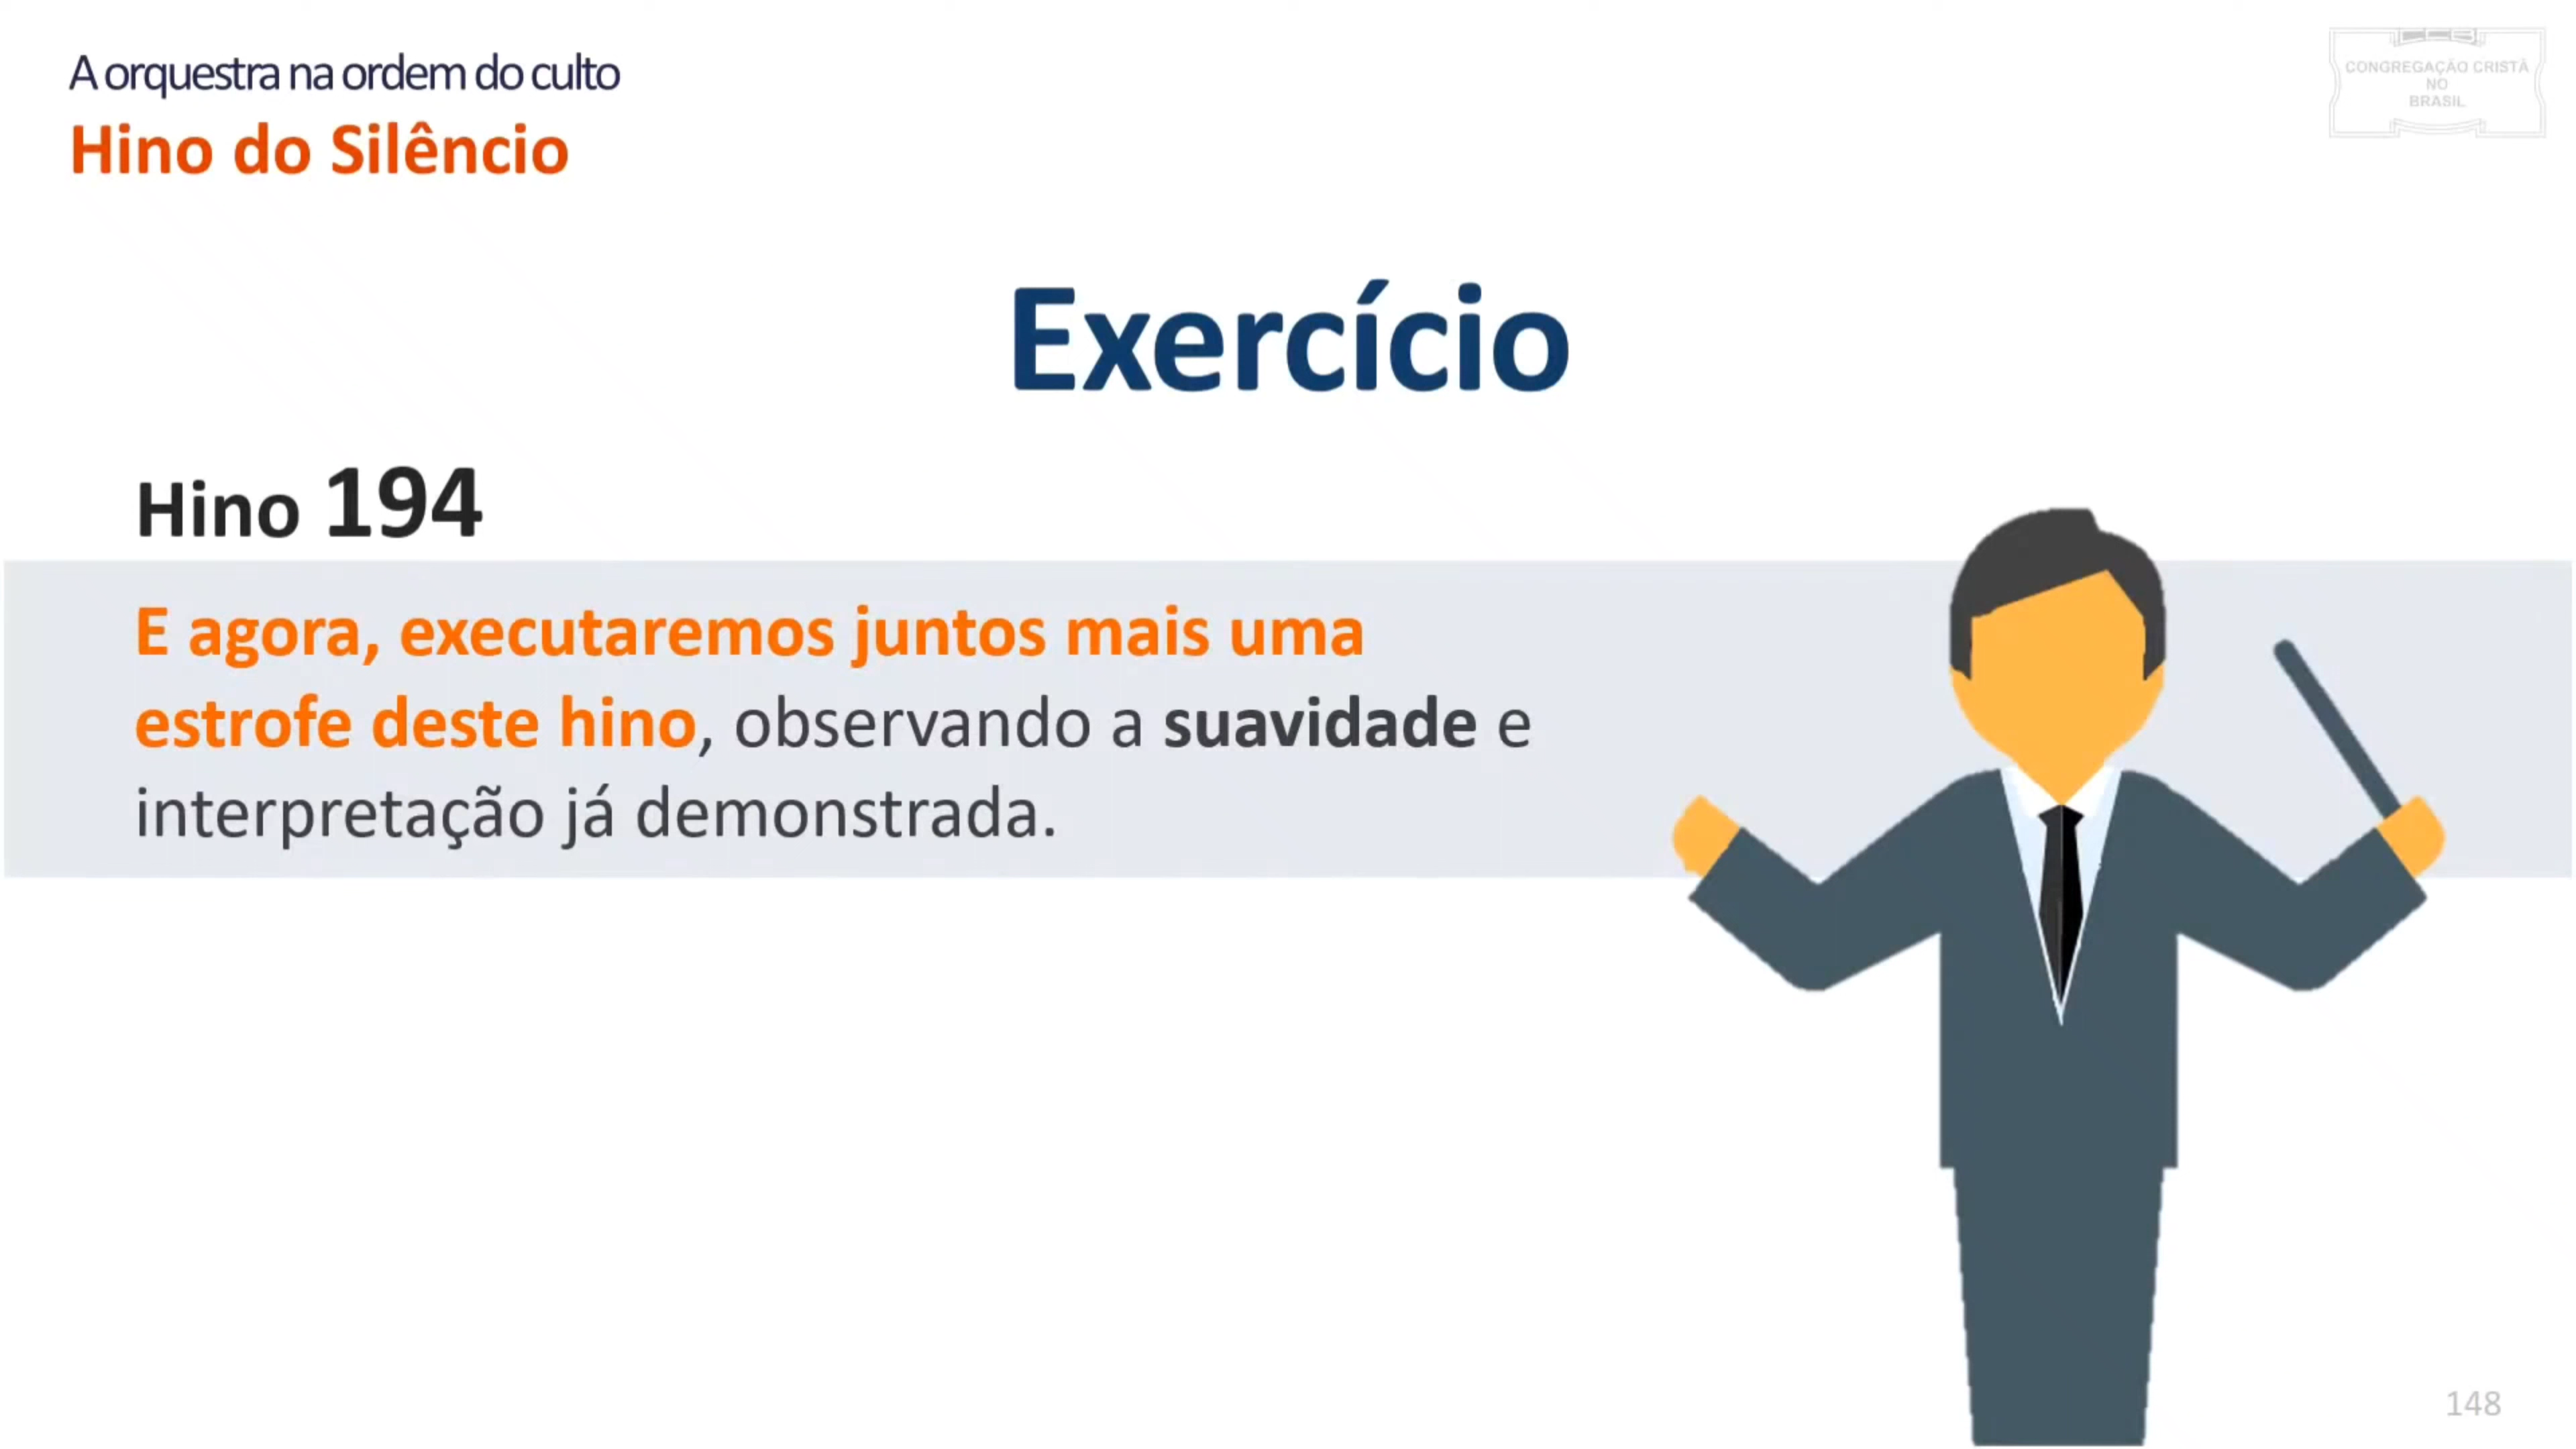 A orquestra na ordem do culto
Hino do Silêncio
CONGREGAÇÃO CRISTÃ
NO
BRASIL
Exercício
Hino 194
E agora, executaremos juntos mais uma
estrofe deste hino, observando a suavidade e
interpretação já demonstrada.
148